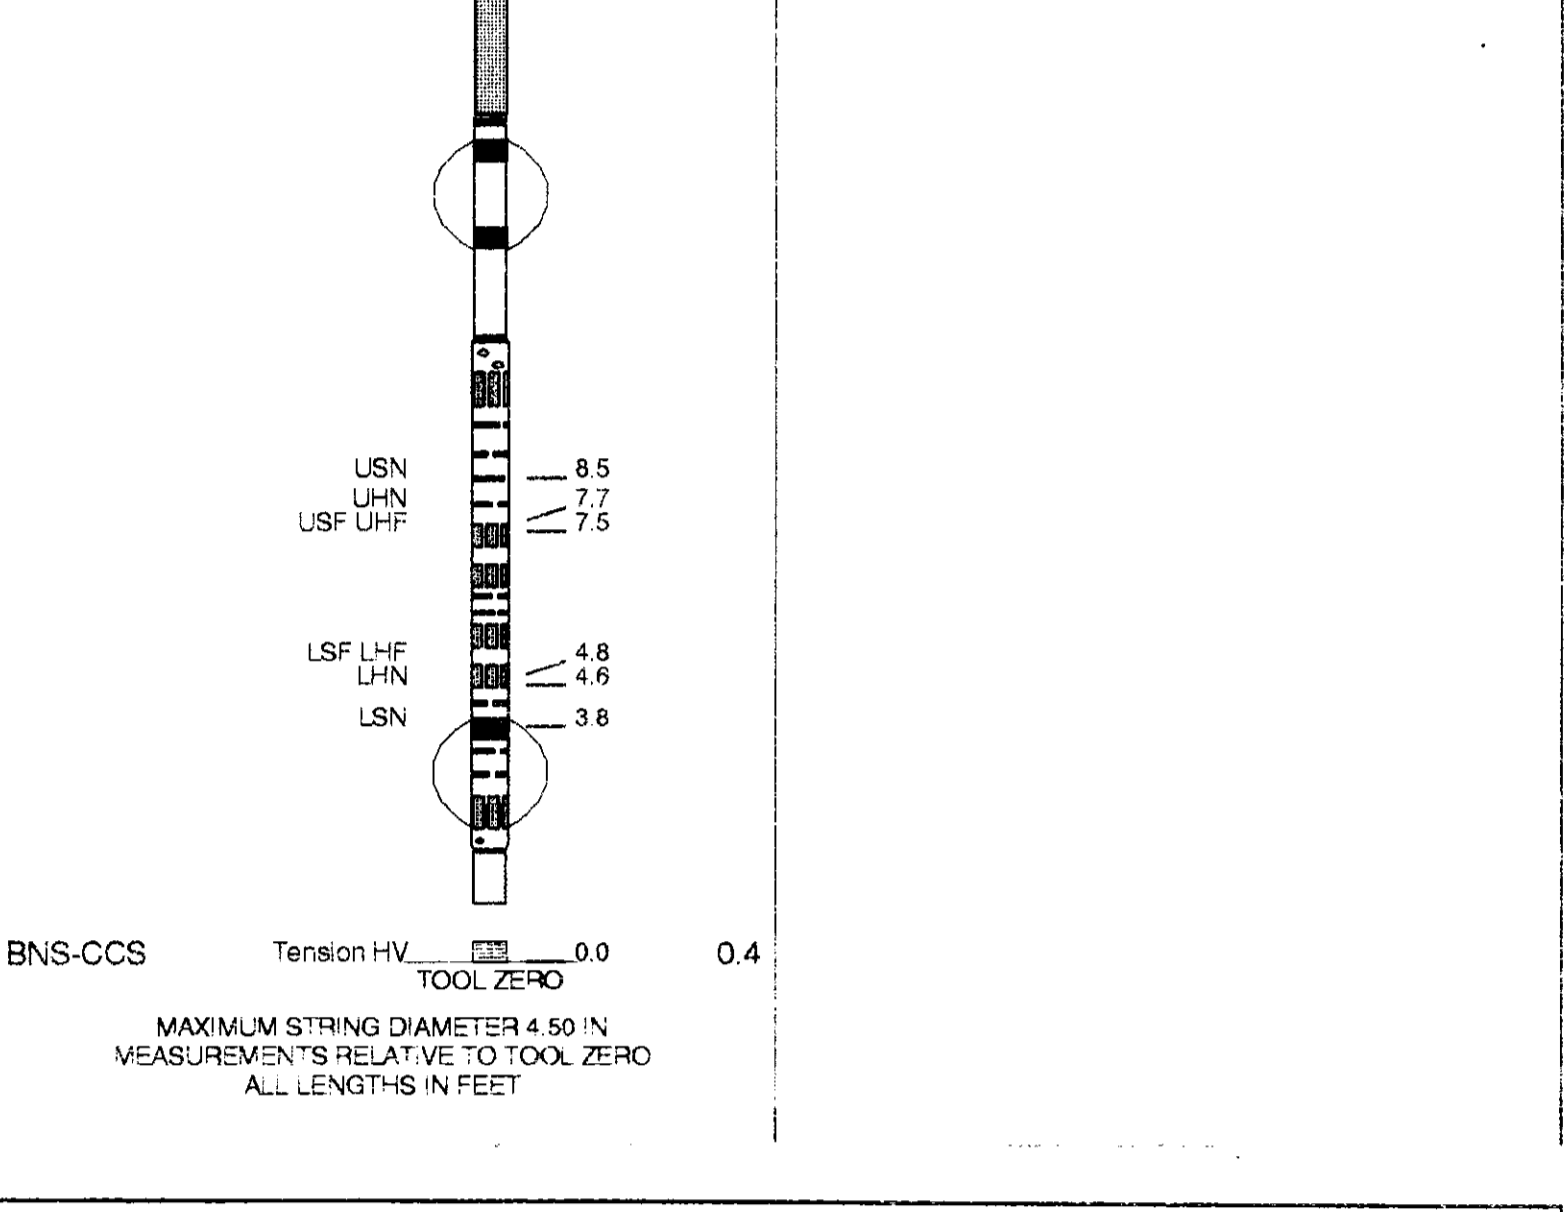 USN 8.5
UHN 7.7
USF UHF 7.5
LSF LHF 4.8
LHN 4.6
LSN 3.8
BNS-CCS Tension HV 0.0 0.4
TOOL ZERO
MAXIMUM STRING DIAMETER 4.50 IN
MEASUREMENTS RELATIVE TO TOOL ZERO
ALL LENGTHS IN FEET